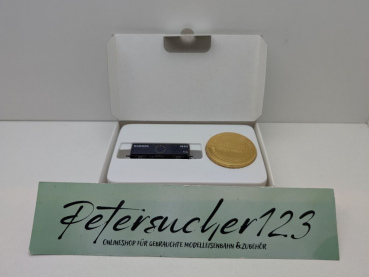 Petersucher123
ONLINESHOP FÜR GEBRAUCHTE MODELLEISENBAHN & ZUBEHÖR